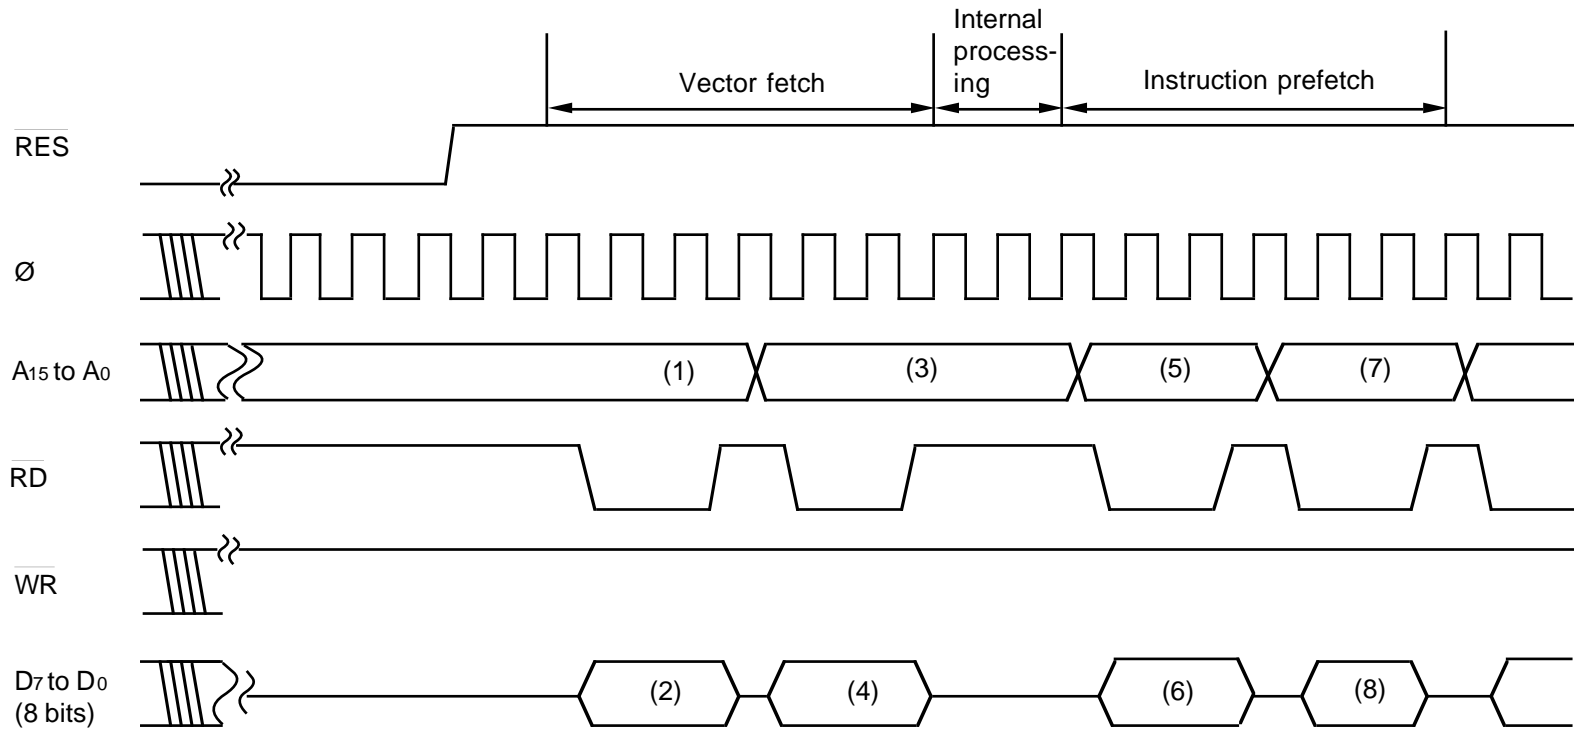 Internal
process-
ing
Vector fetch
Instruction prefetch
RES
Ø
A15 to A0
(1)
(3)
(5)
(7)
RD
WR
D7 to D0
(8 bits)
(2)
(4)
(6)
(8)